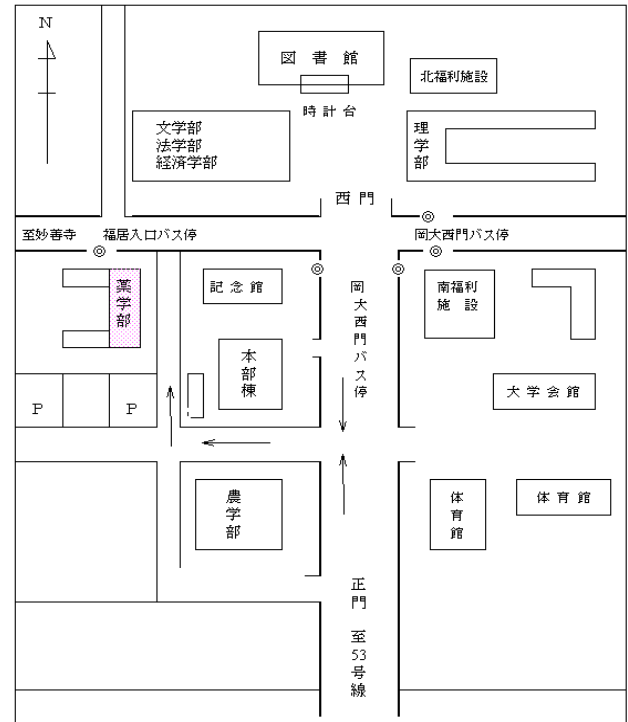 N
図書館
北福利施設
時計台
文学部
法学部
経済学部
理学部
西門
至妙善寺
福居入口バス停
岡大西門バス停
薬学部
記念館
岡大西門バス停
南福利
施設
本部棟
大学会館
P
P
農学部
体育館
体育館
正門 至53号線